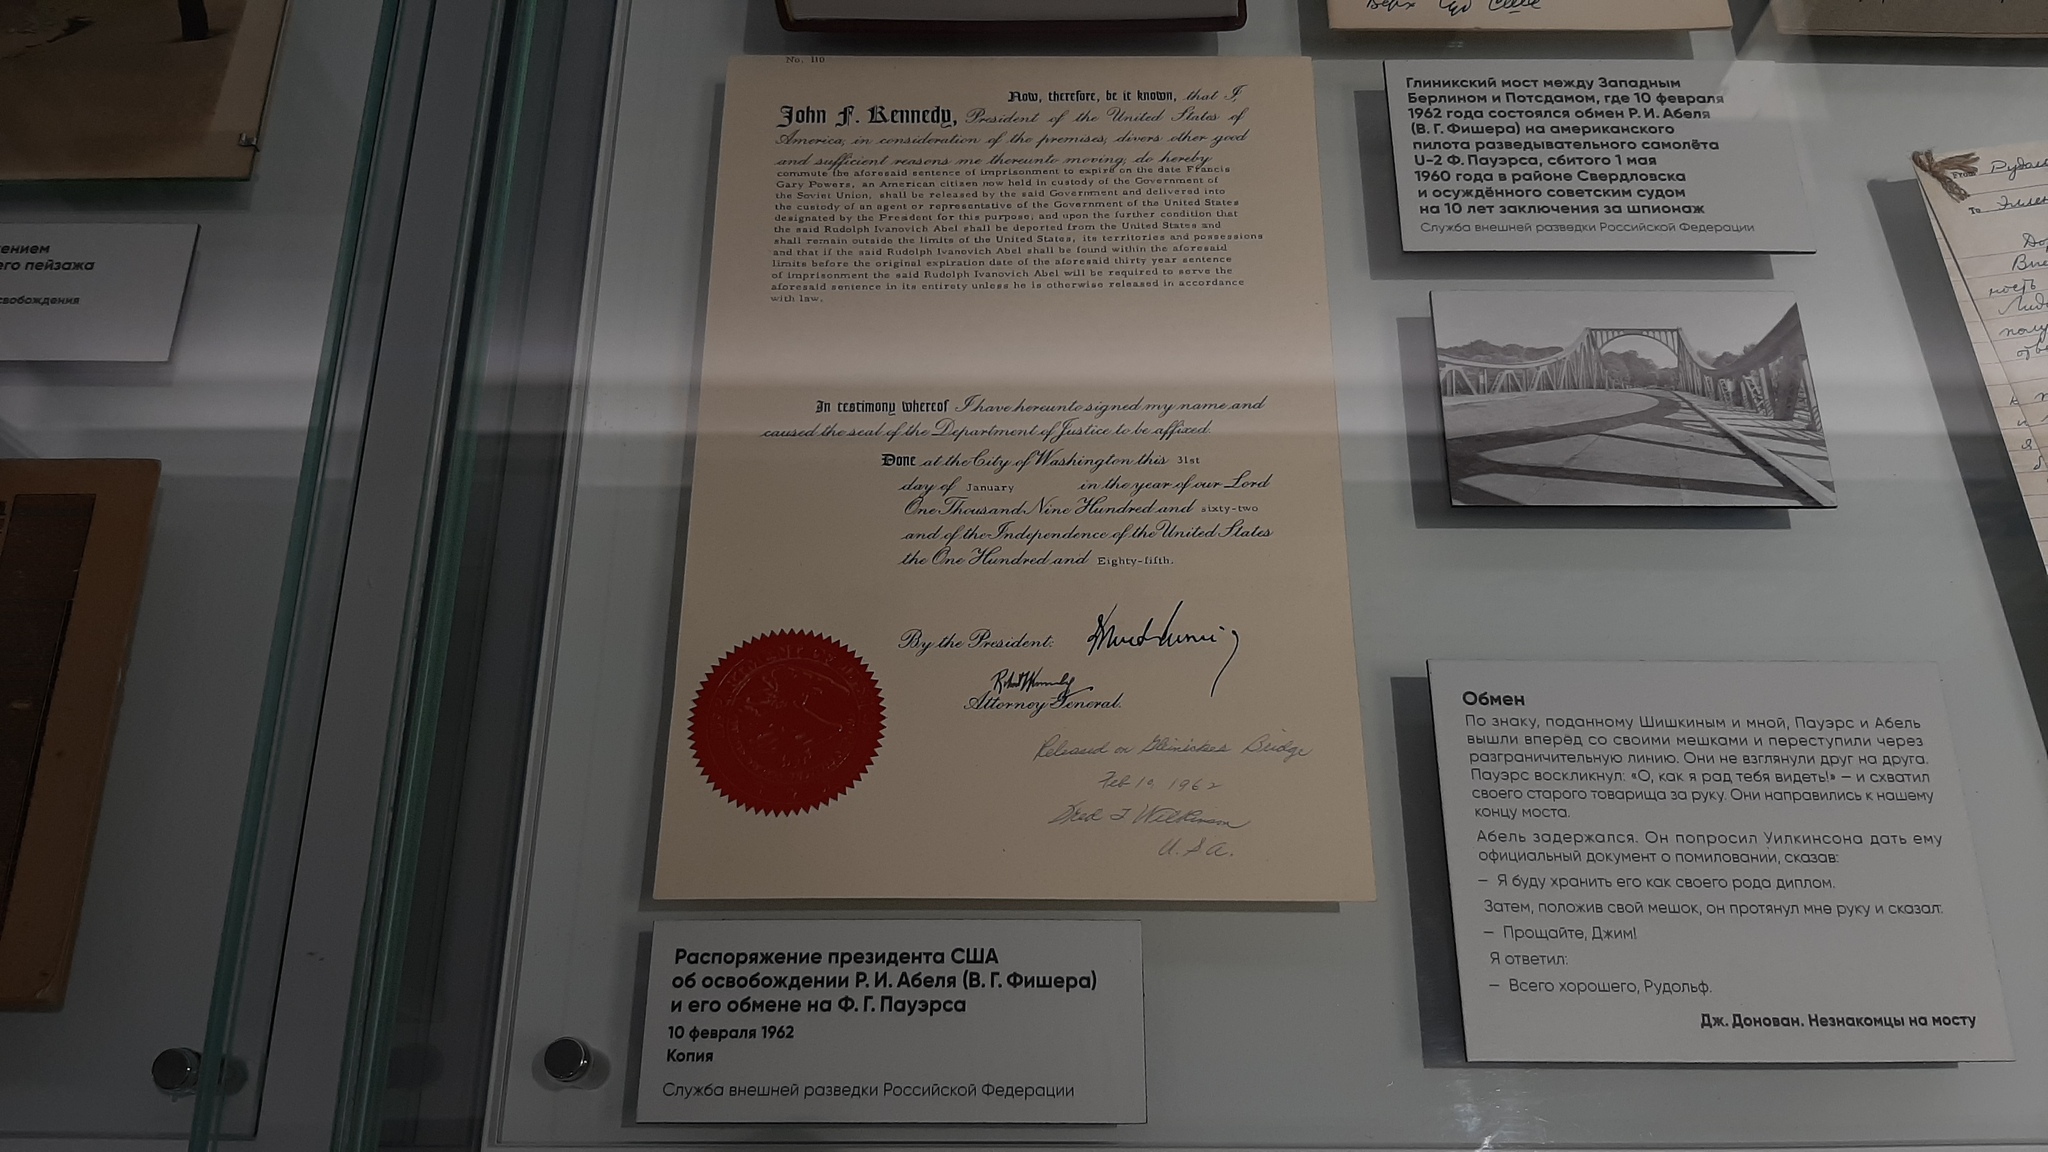 Верх
No. 110
Now, therefore, be it known, that I,
John F. Kennedy, President of the United States of
America, in consideration of the premises, divers other good
and sufficient reasons me thereunto moving, do hereby
commute the aforesaid sentence of imprisonment to expire on the date Francis
Gary Powers, an American citizen now held in custody of the Government of
the Soviet Union, shall be released by the said Government and delivered into
the custody of an agent or representative of the Government of the United States
designated by the President for this purpose, and upon the further condition that
the said Rudolph Ivanovich Abel shall be deported from the United States and
shall remain outside the limits of the United States, its territories and possessions
and that if the said Rudolph Ivanovich Abel shall be found within the aforesaid
limits before the original expiration date of the aforesaid thirty year sentence
of imprisonment the said Rudolph Ivanovich Abel will be required to serve the
aforesaid sentence in its entirety unless he is otherwise released in accordance
with law.
In testimony whereof I have hereunto signed my name and
caused the seal of the Department of Justice to be affixed.
Done at the City of Washington this 31st
day of January in the year of our Lord
One Thousand Nine Hundred and sixty-two
and of the Independence of the United States
the One Hundred and Eighty-fifth.
By the President:
Attorney General.
Released on Glienicker Bridge
Feb 10 1962
Fred T Wilkinson
U.S.A.
Распоряжение президента США
об освобождении Р. И. Абеля (В. Г. Фишера)
и его обмене на Ф. Г. Пауэрса
10 февраля 1962
Копия
Служба внешней разведки Российской Федерации
Глиникский мост между Западным
Берлином и Потсдамом, где 10 февраля
1962 года состоялся обмен Р. И. Абеля
(В. Г. Фишера) на американского
пилота разведывательного самолёта
U-2 Ф. Пауэрса, сбитого 1 мая
1960 года в районе Свердловска
и осуждённого советским судом
на 10 лет заключения за шпионаж
Служба внешней разведки Российской Федерации
Обмен
По знаку, поданному Шишкиным и мной, Пауэрс и Абель
вышли вперёд со своими мешками и переступили через
разграничительную линию. Они не взглянули друг на друга.
Пауэрс воскликнул: «О, как я рад тебя видеть!» – и схватил
своего старого товарища за руку. Они направились к нашему
концу моста.
Абель задержался. Он попросил Уилкинсона дать ему
официальный документ о помиловании, сказав:
– Я буду хранить его как своего рода диплом.
Затем, положив свой мешок, он протянул мне руку и сказал:
– Прощайте, Джим!
Я ответил:
– Всего хорошего, Рудольф.
Дж. Донован. Незнакомцы на мосту
ением
его пейзажа
свободждения
From
To